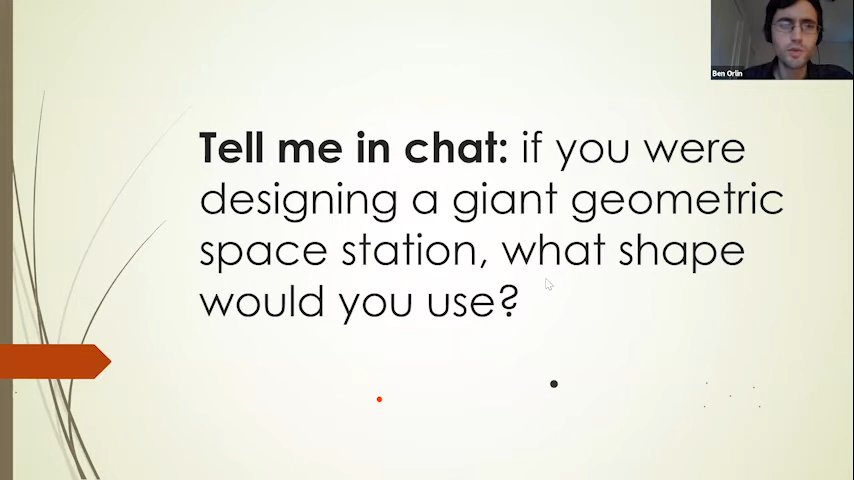 Ben Orlin
Tell me in chat: if you were
designing a giant geometric
space station, what shape
would you use?